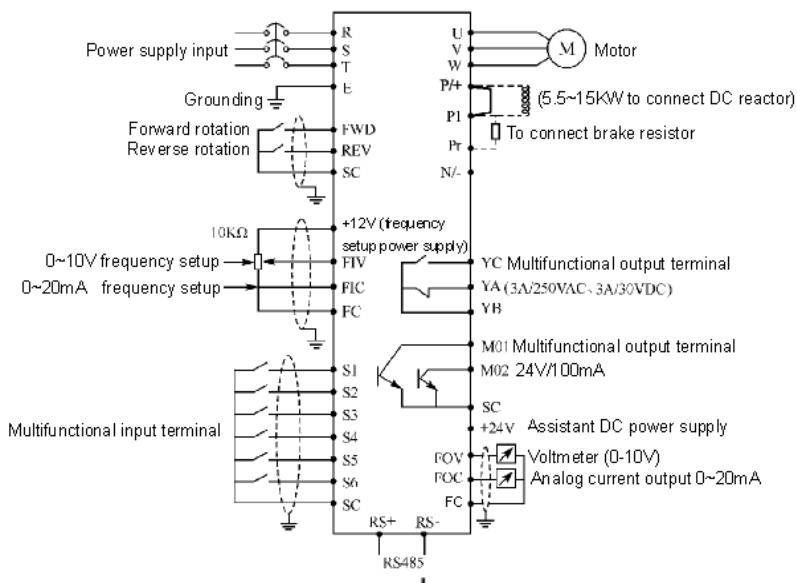 Power supply input
R
S
T
E
Grounding
Forward rotation
Reverse rotation
FWD
REV
SC
10KΩ
+12V (frequency
setup power supply)
0~10V frequency setup
FIV
0~20mA frequency setup
FIC
FC
S1
S2
S3
S4
Multifunctional input terminal
S5
S6
SC
RS+ RS-
RS485
U
V
W
M Motor
P/+
(5.5~15KW to connect DC reactor)
P1
To connect brake resistor
Pr
N/-
YC Multifunctional output terminal
YA (3A/250VAC、3A/30VDC)
YB
M01 Multifunctional output terminal
M02 24V/100mA
SC
+24V Assistant DC power supply
FOV Voltmeter (0-10V)
FOC Analog current output 0~20mA
FC